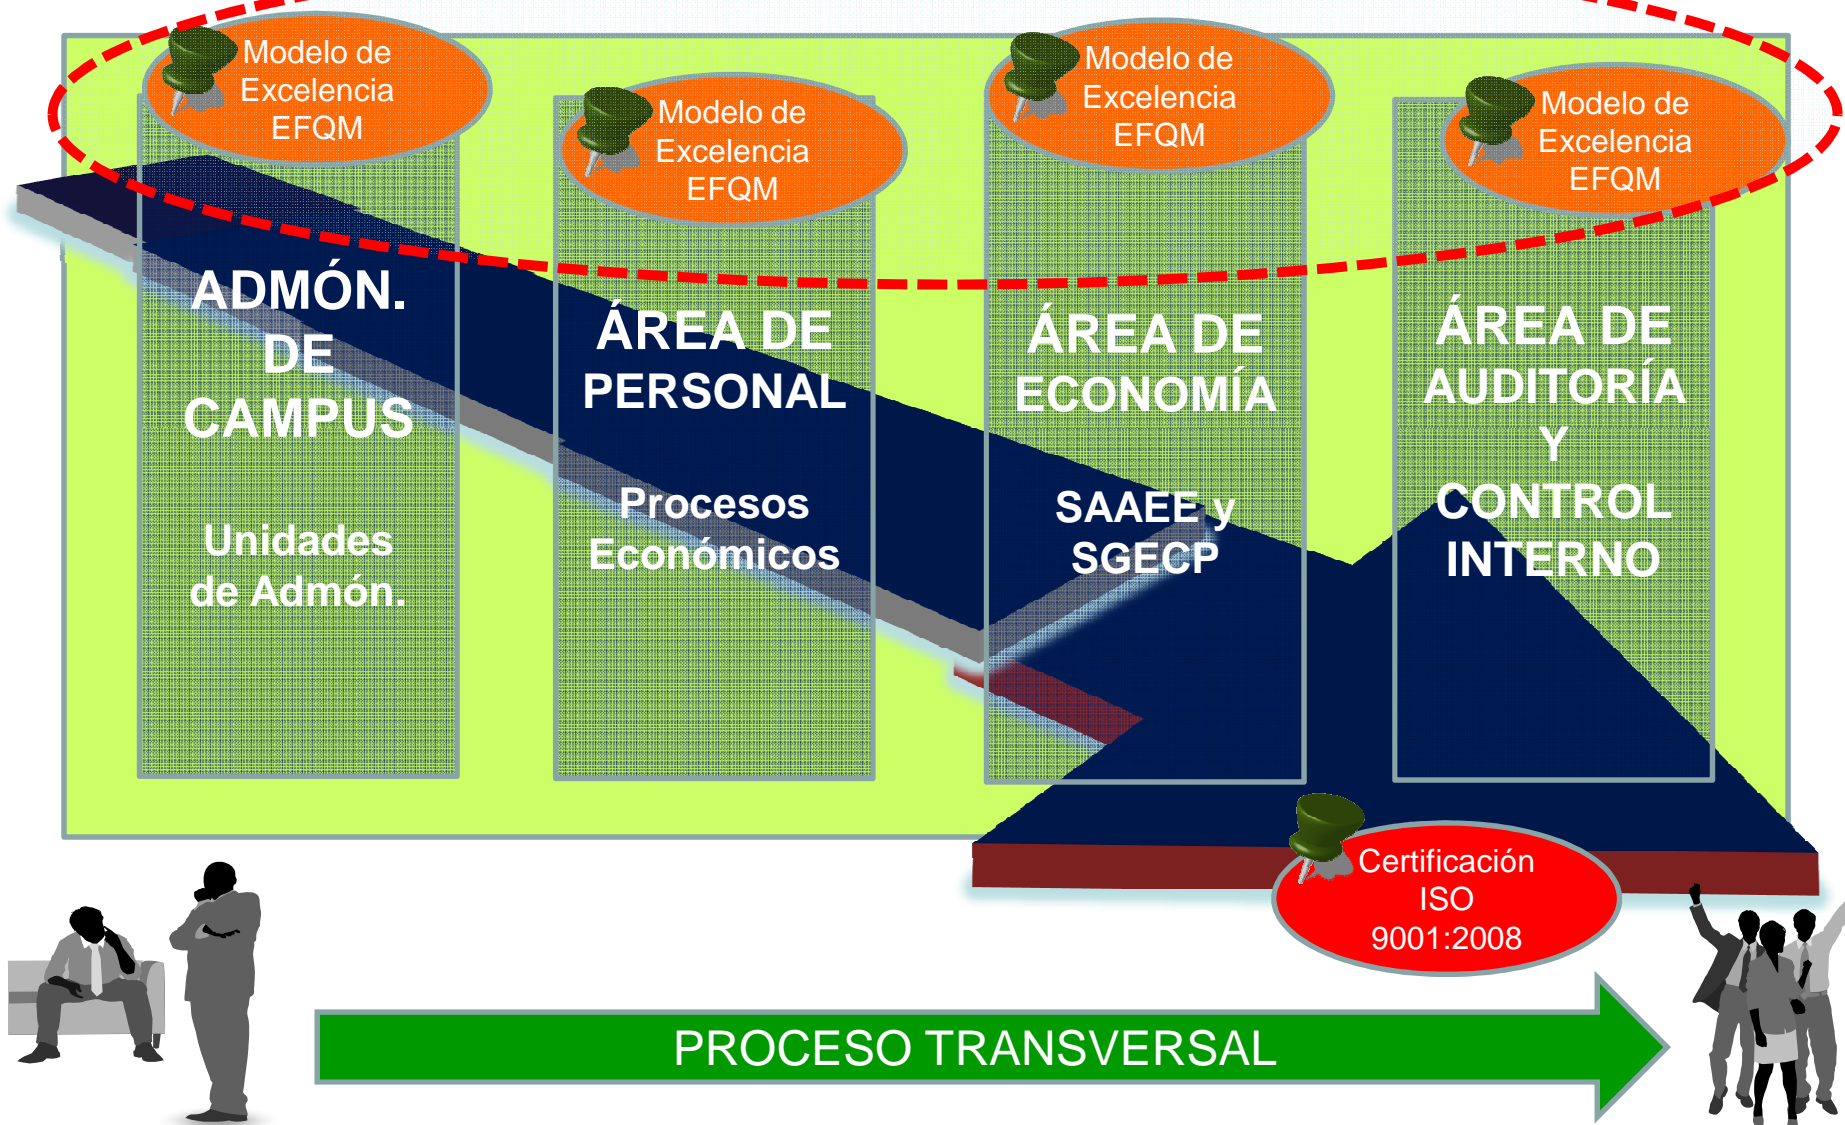 Modelo de
Excelencia
EFQM
Modelo de
Excelencia
EFQM
Modelo de
Excelencia
EFQM
Modelo de
Excelencia
EFQM
ADMÓN.
DE
CAMPUS
Unidades
de Admón.
ÁREA DE
PERSONAL
Procesos
Económicos
ÁREA DE
ECONOMÍA
SAAEE y
SGECP
ÁREA DE
AUDITORÍA
Y
CONTROL
INTERNO
Certificación
ISO
9001:2008
PROCESO TRANSVERSAL